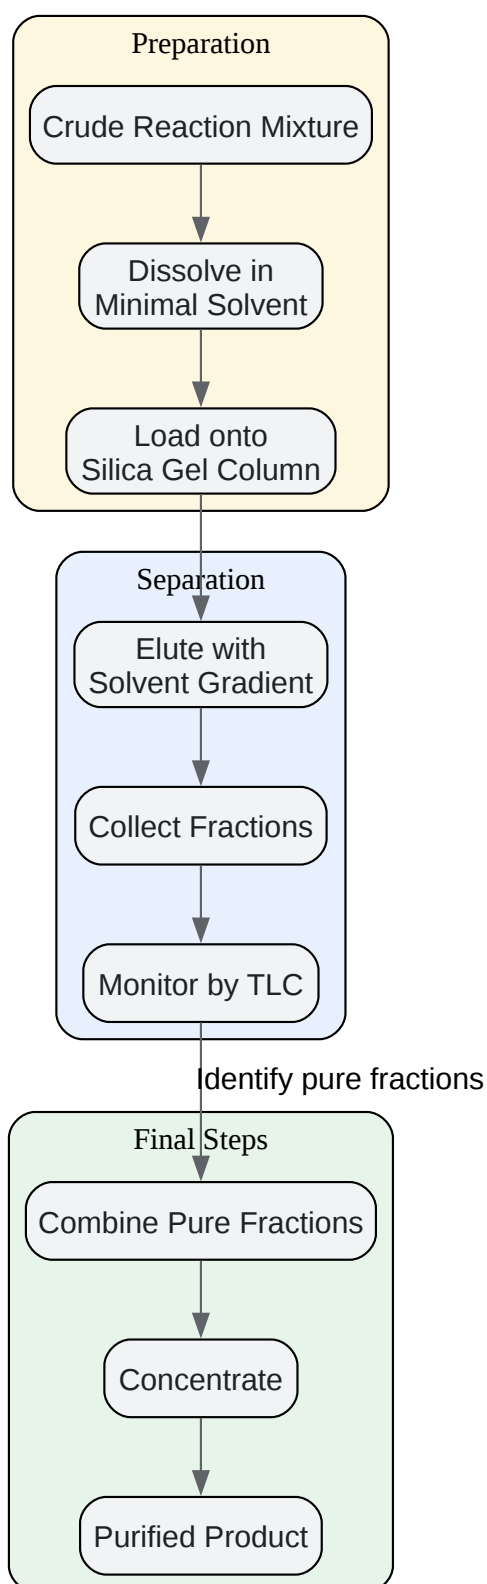 Preparation
Crude Reaction Mixture
Dissolve in
Minimal Solvent
Load onto
Silica Gel Column
Separation
Elute with
Solvent Gradient
Collect Fractions
Monitor by TLC
Identify pure fractions
Final Steps
Combine Pure Fractions
Concentrate
Purified Product